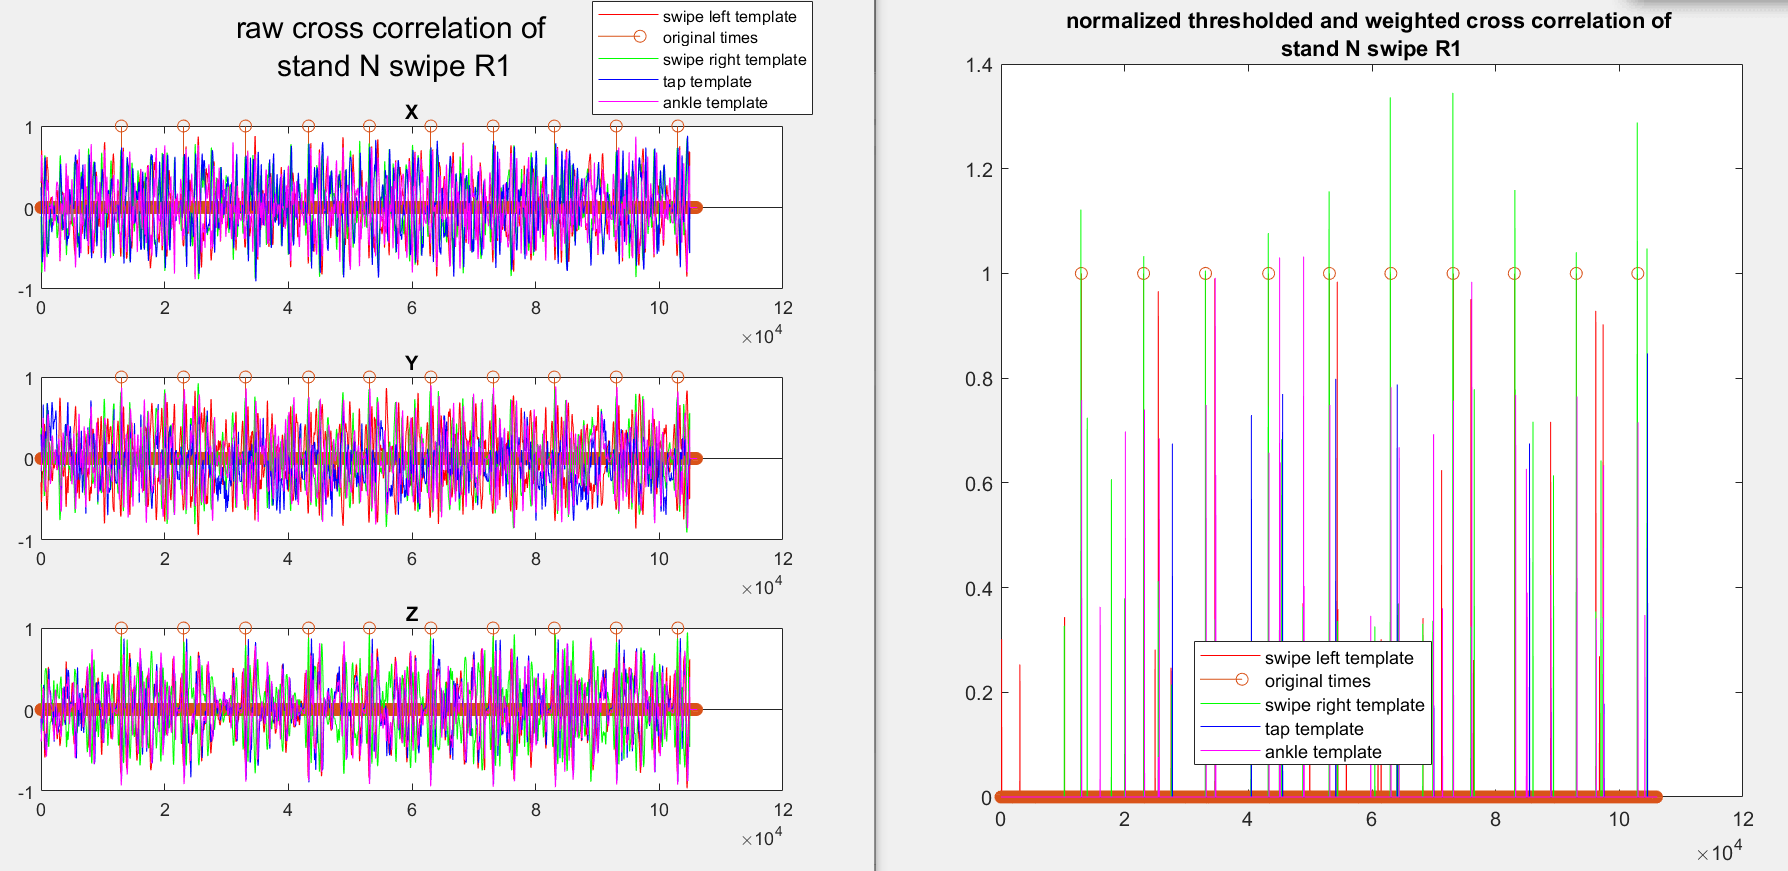 raw cross correlation of
stand N swipe R1
swipe left template
original times
swipe right template
tap template
ankle template
X
1
0
-1
0 2 4 6 8 10 12
×10^4
Y
1
0
-1
0 2 4 6 8 10 12
×10^4
Z
1
0
-1
0 2 4 6 8 10 12
×10^4
normalized thresholded and weighted cross correlation of
stand N swipe R1
1.4
1.2
1
0.8
0.6
0.4
0.2
0
swipe left template
original times
swipe right template
tap template
ankle template
0 2 4 6 8 10 12
×10^4